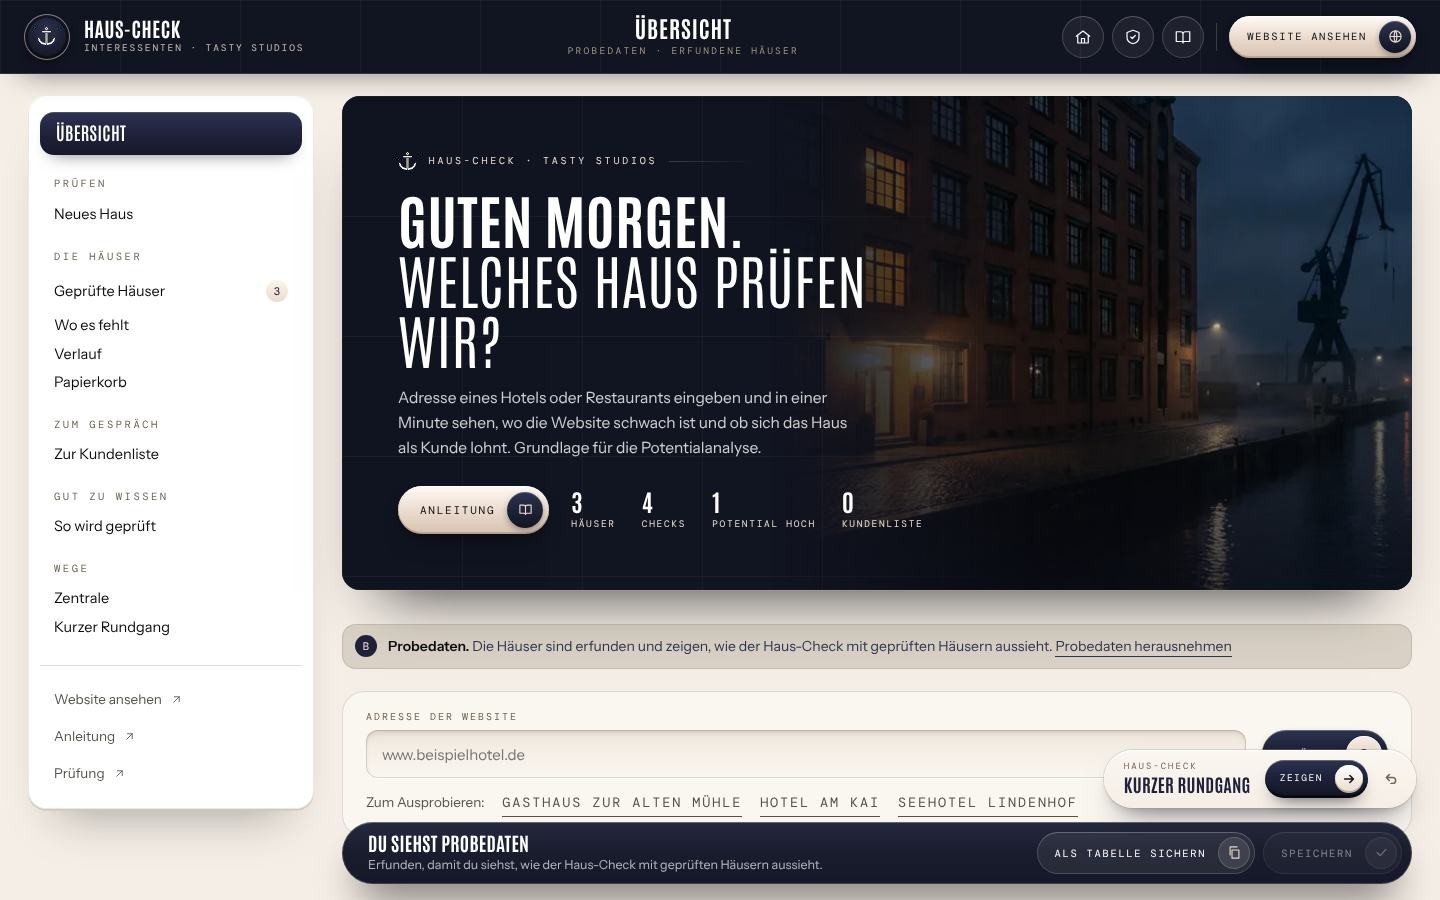 HAUS-CHECK
INTERESSENTEN · TASTY STUDIOS
ÜBERSICHT
PROBEDATEN · ERFUNDENE HÄUSER
WEBSITE ANSEHEN
ÜBERSICHT
PRÜFEN
Neues Haus
DIE HÄUSER
Geprüfte Häuser 3
Wo es fehlt
Verlauf
Papierkorb
ZUM GESPRÄCH
Zur Kundenliste
GUT ZU WISSEN
So wird geprüft
WEGE
Zentrale
Kurzer Rundgang
Website ansehen
Anleitung
Prüfung
HAUS-CHECK · TASTY STUDIOS
GUTEN MORGEN.
WELCHES HAUS PRÜFEN
WIR?
Adresse eines Hotels oder Restaurants eingeben und in einer
Minute sehen, wo die Website schwach ist und ob sich das Haus
als Kunde lohnt. Grundlage für die Potentialanalyse.
ANLEITUNG
3 4 1 0
HÄUSER CHECKS POTENTIAL HOCH KUNDENLISTE
B Probedaten. Die Häuser sind erfunden und zeigen, wie der Haus-Check mit geprüften Häusern aussieht. Probedaten herausnehmen
ADRESSE DER WEBSITE
www.beispielhotel.de
Zum Ausprobieren: GASTHAUS ZUR ALTEN MÜHLE HOTEL AM KAI SEEHOTEL LINDENHOF
HAUS-CHECK
KURZER RUNDGANG
ZEIGEN
DU SIEHST PROBEDATEN
Erfunden, damit du siehst, wie der Haus-Check mit geprüften Häusern aussieht.
ALS TABELLE SICHERN
SPEICHERN